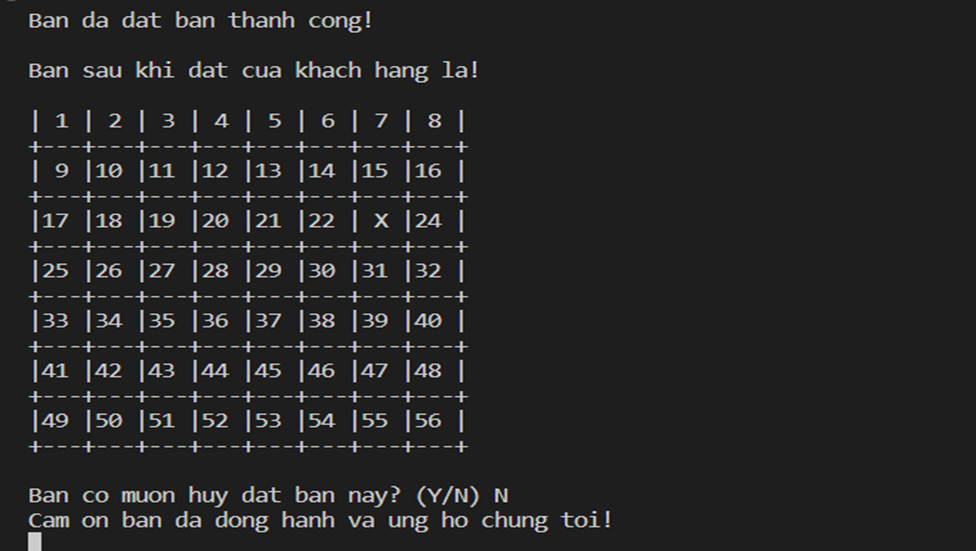 Ban da dat ban thanh cong!
Ban sau khi dat cua khach hang la!
| 1 | 2 | 3 | 4 | 5 | 6 | 7 | 8 |
+---+---+---+---+---+---+---+---+
| 9 |10 |11 |12 |13 |14 |15 |16 |
+---+---+---+---+---+---+---+---+
|17 |18 |19 |20 |21 |22 | X |24 |
+---+---+---+---+---+---+---+---+
|25 |26 |27 |28 |29 |30 |31 |32 |
+---+---+---+---+---+---+---+---+
|33 |34 |35 |36 |37 |38 |39 |40 |
+---+---+---+---+---+---+---+---+
|41 |42 |43 |44 |45 |46 |47 |48 |
+---+---+---+---+---+---+---+---+
|49 |50 |51 |52 |53 |54 |55 |56 |
+---+---+---+---+---+---+---+---+
Ban co muon huy dat ban nay? (Y/N) N
Cam on ban da dong hanh va ung ho chung toi!